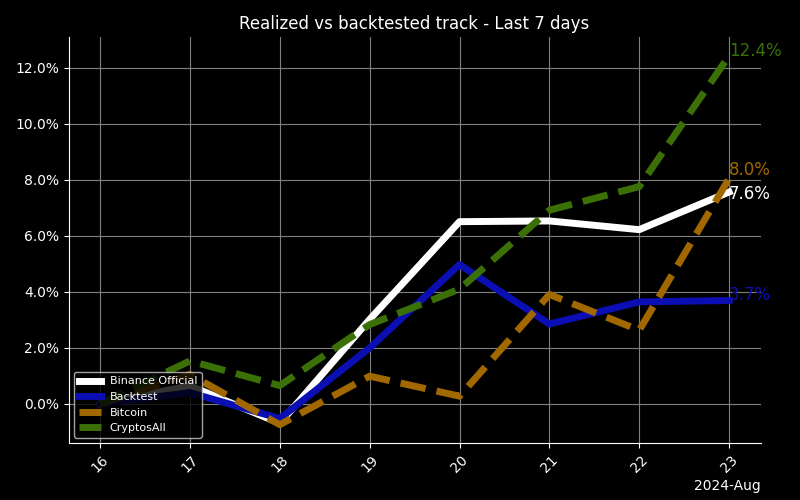 Realized vs backtested track - Last 7 days
12.0%
10.0%
8.0%
6.0%
4.0%
2.0%
0.0%
12.4%
8.0%
7.6%
3.7%
Binance Official
Backtest
Bitcoin
CryptosAll
16 17 18 19 20 21 22 23
2024-Aug